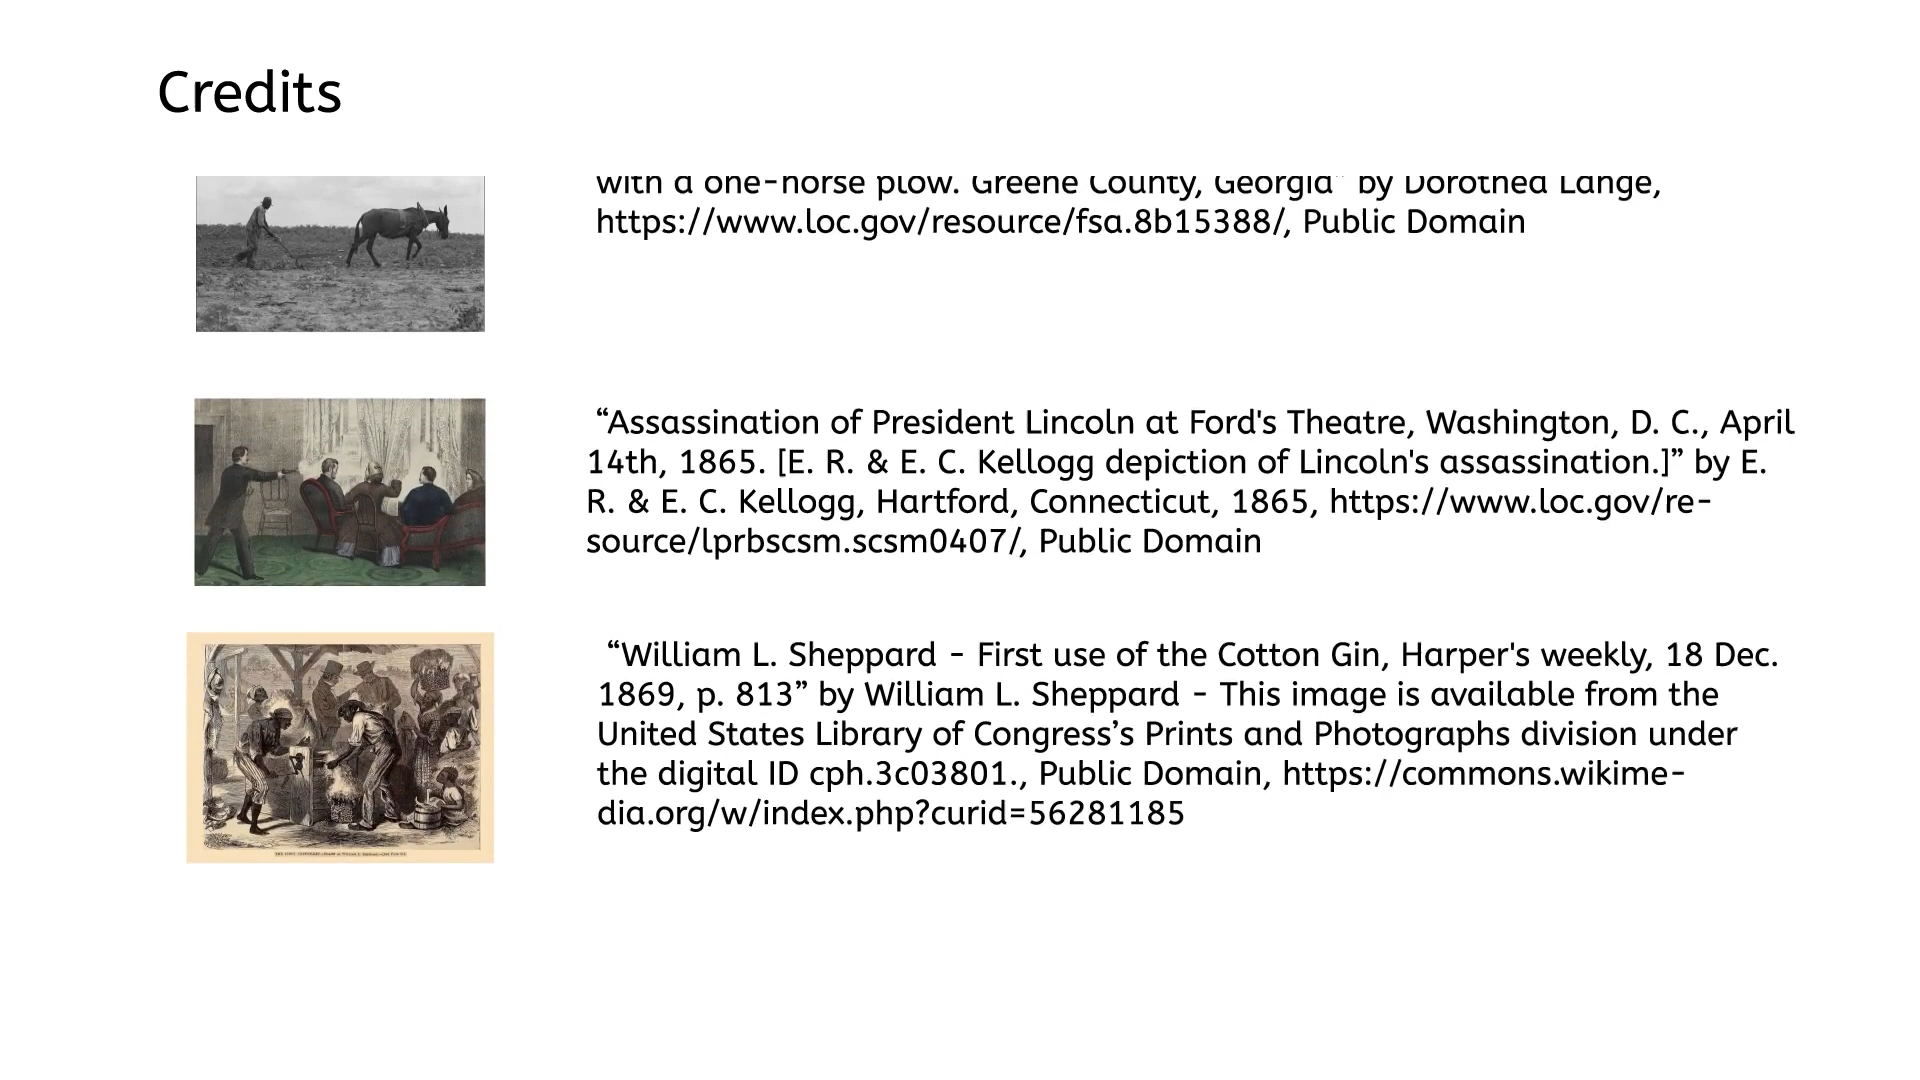 Credits
with a one-horse plow. Greene County, Georgia” by Dorothea Lange,
https://www.loc.gov/resource/fsa.8b15388/, Public Domain
“Assassination of President Lincoln at Ford's Theatre, Washington, D. C., April
14th, 1865. [E. R. & E. C. Kellogg depiction of Lincoln's assassination.]” by E.
R. & E. C. Kellogg, Hartford, Connecticut, 1865, https://www.loc.gov/re-
source/lprbscsm.scsm0407/, Public Domain
“William L. Sheppard - First use of the Cotton Gin, Harper's weekly, 18 Dec.
1869, p. 813” by William L. Sheppard - This image is available from the
United States Library of Congress’s Prints and Photographs division under
the digital ID cph.3c03801., Public Domain, https://commons.wikime-
dia.org/w/index.php?curid=56281185